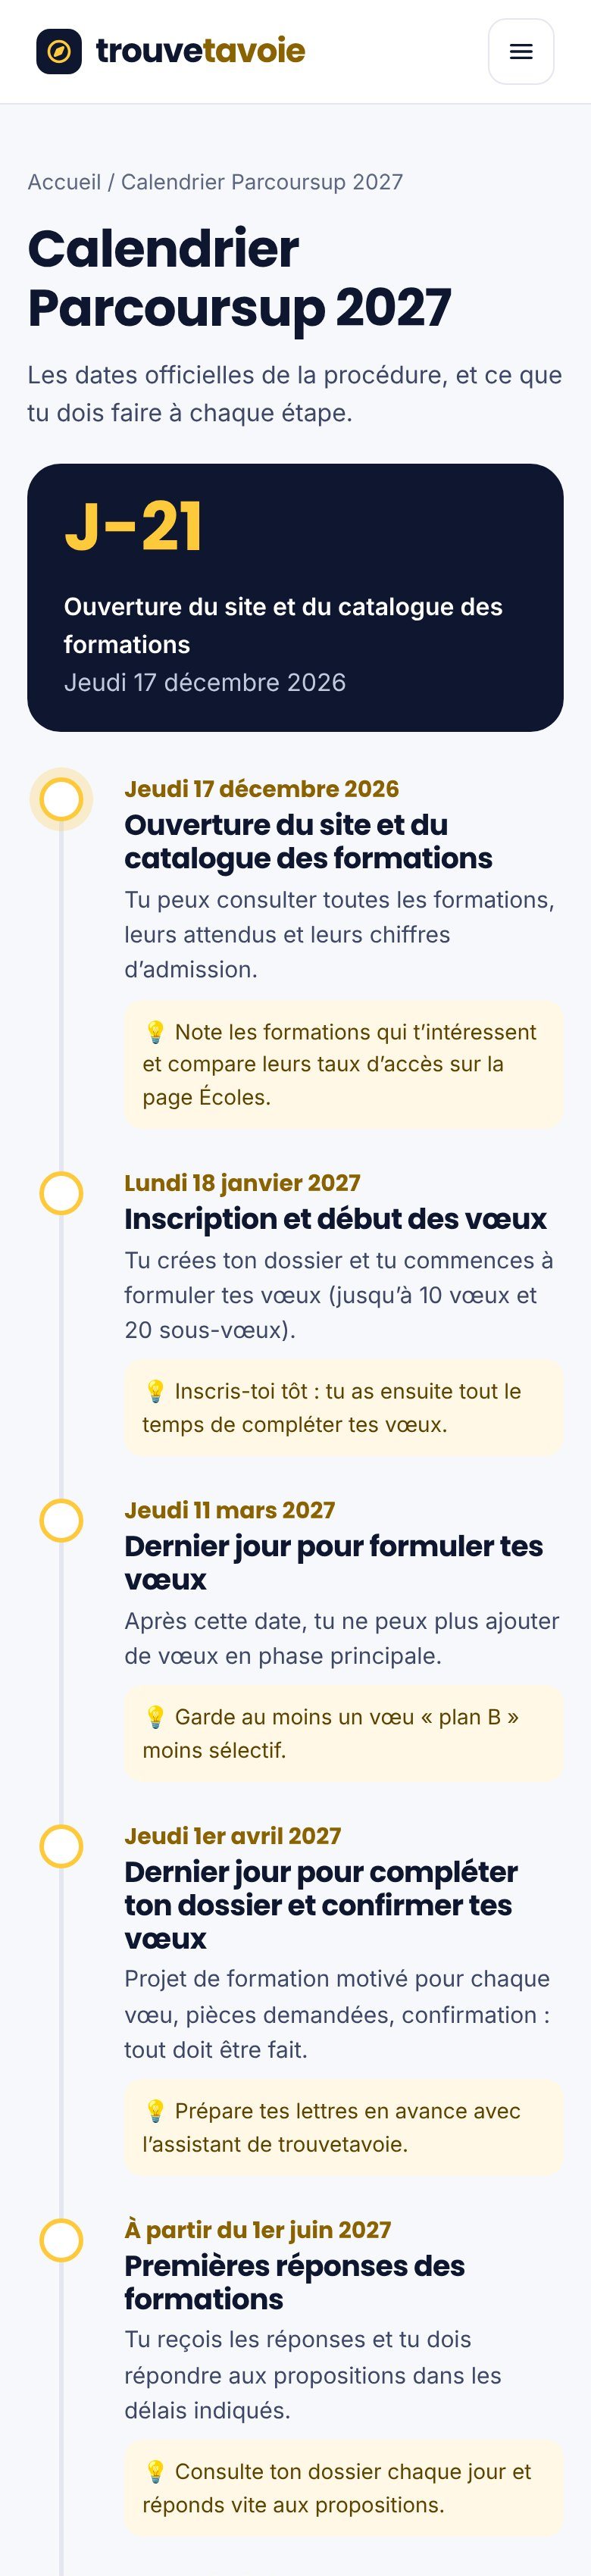 trouvetavoie
Accueil / Calendrier Parcoursup 2027
Calendrier
Parcoursup 2027
Les dates officielles de la procédure, et ce que
tu dois faire à chaque étape.
J-21
Ouverture du site et du catalogue des
formations
Jeudi 17 décembre 2026
Jeudi 17 décembre 2026
Ouverture du site et du
catalogue des formations
Tu peux consulter toutes les formations,
leurs attendus et leurs chiffres
d’admission.
💡 Note les formations qui t’intéressent
et compare leurs taux d’accès sur la
page Écoles.
Lundi 18 janvier 2027
Inscription et début des vœux
Tu crées ton dossier et tu commences à
formuler tes vœux (jusqu’à 10 vœux et
20 sous-vœux).
💡 Inscris-toi tôt : tu as ensuite tout le
temps de compléter tes vœux.
Jeudi 11 mars 2027
Dernier jour pour formuler tes
vœux
Après cette date, tu ne peux plus ajouter
de vœux en phase principale.
💡 Garde au moins un vœu « plan B »
moins sélectif.
Jeudi 1er avril 2027
Dernier jour pour compléter
ton dossier et confirmer tes
vœux
Projet de formation motivé pour chaque
vœu, pièces demandées, confirmation :
tout doit être fait.
💡 Prépare tes lettres en avance avec
l’assistant de trouvetavoie.
À partir du 1er juin 2027
Premières réponses des
formations
Tu reçois les réponses et tu dois
répondre aux propositions dans les
délais indiqués.
💡 Consulte ton dossier chaque jour et
réponds vite aux propositions.